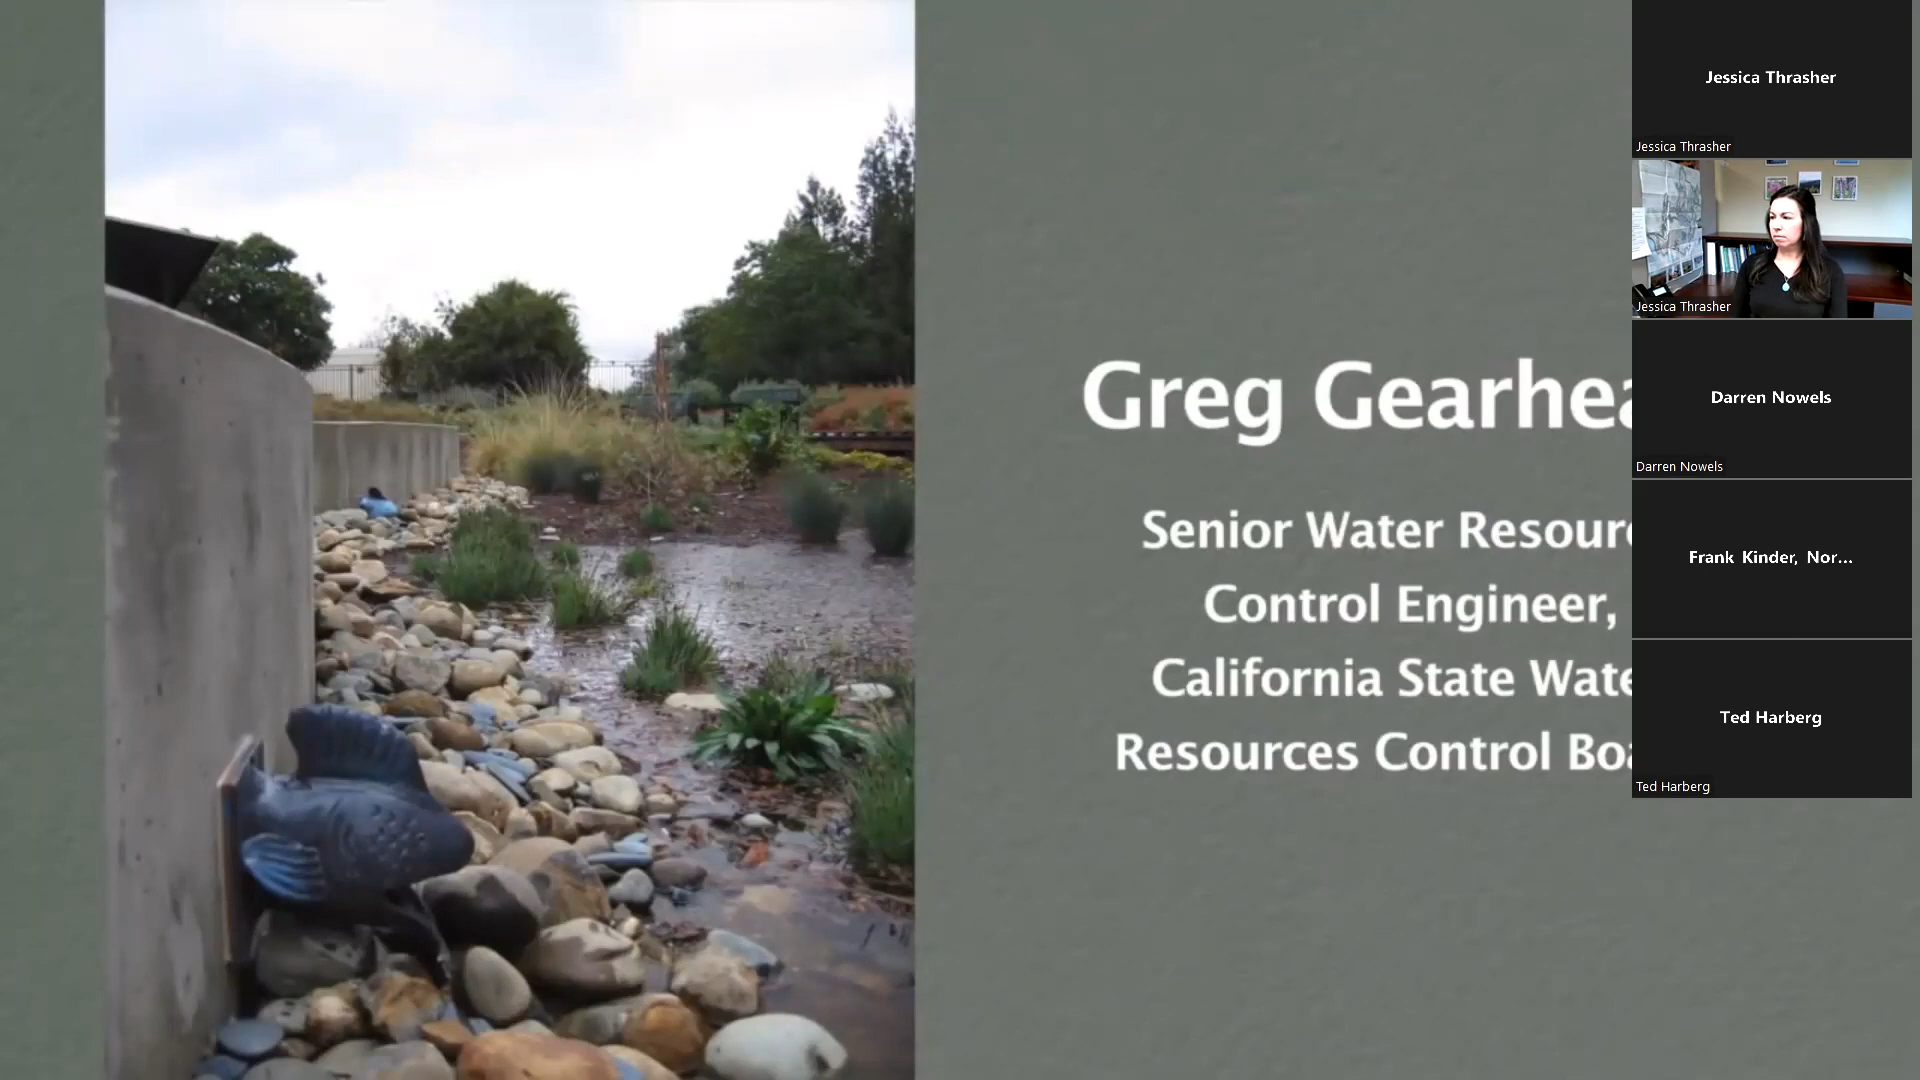 Greg Gearhea
Senior Water Resour
Control Engineer,
California State Wate
Resources Control Boa
Jessica Thrasher
Jessica Thrasher
Jessica Thrasher
Darren Nowels
Darren Nowels
Frank Kinder, Nor...
Ted Harberg
Ted Harberg